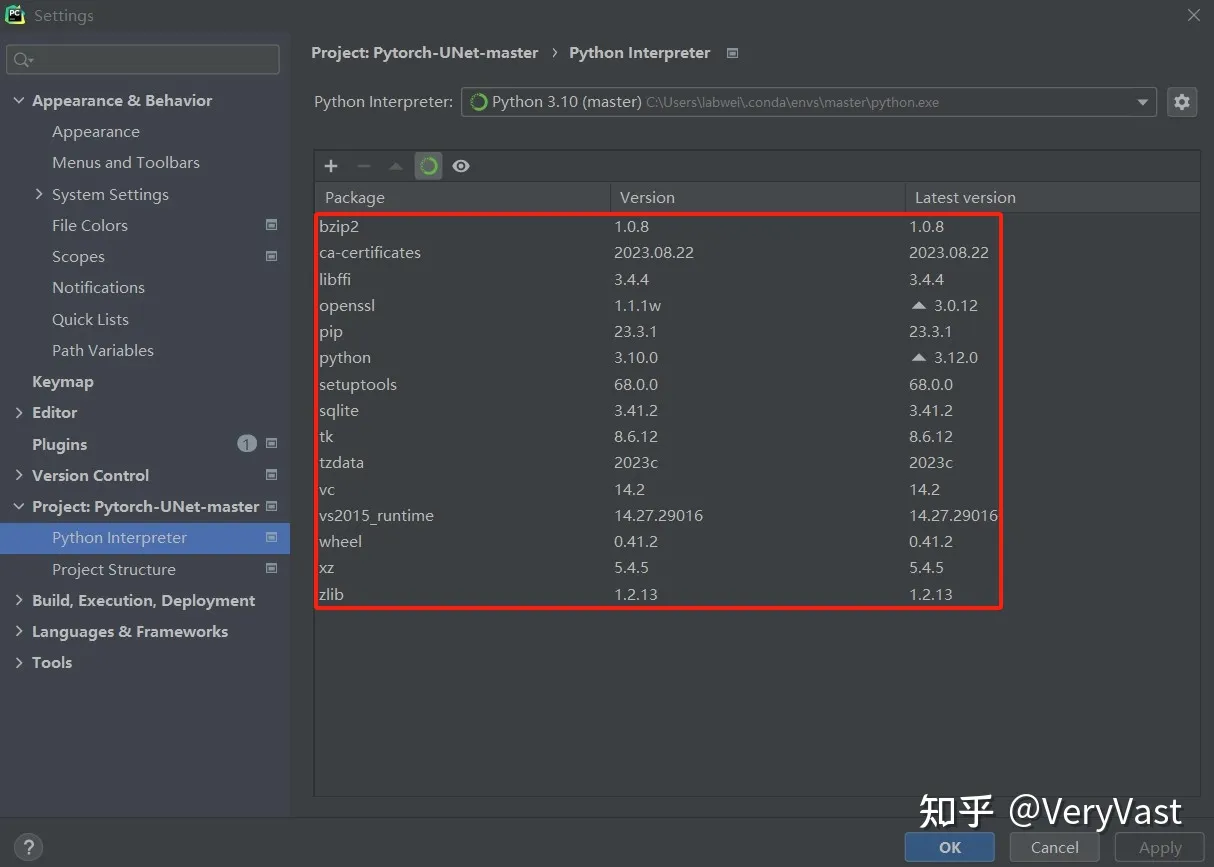 Settings
Appearance & Behavior
Appearance
Menus and Toolbars
System Settings
File Colors
Scopes
Notifications
Quick Lists
Path Variables
Keymap
Editor
Plugins 1
Version Control
Project: Pytorch-UNet-master
Python Interpreter
Project Structure
Build, Execution, Deployment
Languages & Frameworks
Tools
Project: Pytorch-UNet-master › Python Interpreter
Python Interpreter: Python 3.10 (master) C:\Users\labwei\.conda\envs\master\python.exe
Package Version Latest version
bzip2 1.0.8 1.0.8
ca-certificates 2023.08.22 2023.08.22
libffi 3.4.4 3.4.4
openssl 1.1.1w 3.0.12
pip 23.3.1 23.3.1
python 3.10.0 3.12.0
setuptools 68.0.0 68.0.0
sqlite 3.41.2 3.41.2
tk 8.6.12 8.6.12
tzdata 2023c 2023c
vc 14.2 14.2
vs2015_runtime 14.27.29016 14.27.29016
wheel 0.41.2 0.41.2
xz 5.4.5 5.4.5
zlib 1.2.13 1.2.13
知乎 @VeryVast
? OK Cancel Apply